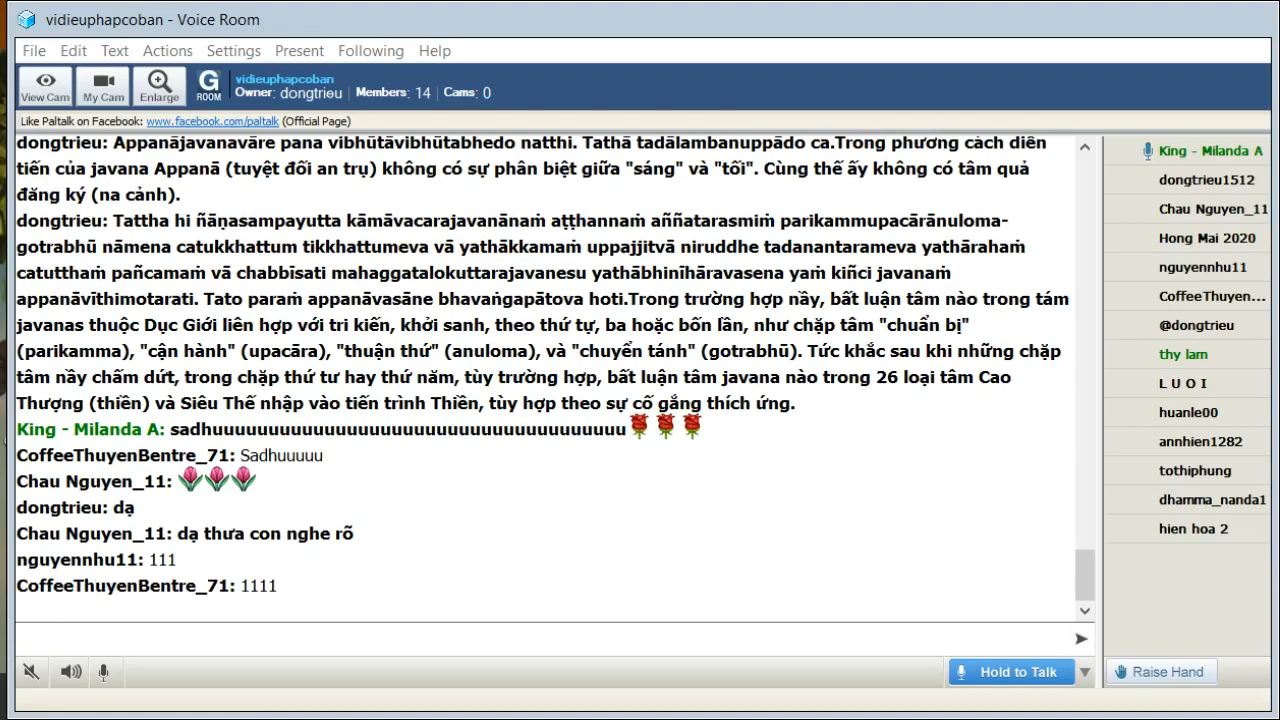 vidieuphapcoban - Voice Room
File Edit Text Actions Settings Present Following Help
View Cam My Cam Enlarge G ROOM
vidieuphapcoban
Owner: dongtrieu | Members: 14 | Cams: 0
Like Paltalk on Facebook: www.facebook.com/paltalk (Official Page)
dongtrieu: Appanājavanavāre pana vibhūtāvibhūtabhedo natthi. Tathā tadālambanuppādo ca.Trong phương cách diễn
tiến của javana Appanā (tuyệt đối an trụ) không có sự phân biệt giữa "sáng" và "tối". Cùng thế ấy không có tâm quả
đăng ký (na cảnh).
dongtrieu: Tattha hi ñāṇasampayutta kāmāvacarajavanānaṁ aṭṭhannaṁ aññatarasmiṁ parikammupacārānuloma-
gotrabhū nāmena catukkhattum tikkhattumeva vā yathākkamaṁ uppajjitvā niruddhe tadanantarameva yathārahaṁ
catutthaṁ pañcamaṁ vā chabbīsati mahaggatalokuttarajavanesu yathābhinīhāravasena yaṁ kiñci javanaṁ
appanāvīthimotarati. Tato paraṁ appanāvasāne bhavaṅgapātova hoti.Trong trường hợp nầy, bất luận tâm nào trong tám
javanas thuộc Dục Giới liên hợp với tri kiến, khởi sanh, theo thứ tự, ba hoặc bốn lần, như chặp tâm "chuẩn bị"
(parikamma), "cận hành" (upacāra), "thuận thứ" (anuloma), và "chuyển tánh" (gotrabhū). Tức khắc sau khi những chặp
tâm nầy chấm dứt, trong chặp thứ tư hay thứ năm, tùy trường hợp, bất luận tâm javana nào trong 26 loại tâm Cao
Thượng (thiền) và Siêu Thế nhập vào tiến trình Thiền, tùy hợp theo sự cố gắng thích ứng.
King - Milanda A: sadhuuuuuuuuuuuuuuuuuuuuuuuuuuuuuuuuuuuuu
CoffeeThuyenBentre_71: Sadhuuuuu
Chau Nguyen_11:
dongtrieu: dạ
Chau Nguyen_11: dạ thưa con nghe rõ
nguyennhu11: 111
CoffeeThuyenBentre_71: 1111
King - Milanda A
dongtrieu1512
Chau Nguyen_11
Hong Mai 2020
nguyennhu11
CoffeeThuyen...
@dongtrieu
thy lam
L U O I
huanle00
annhien1282
tothiphung
dhamma_nanda1
hien hoa 2
Hold to Talk
Raise Hand